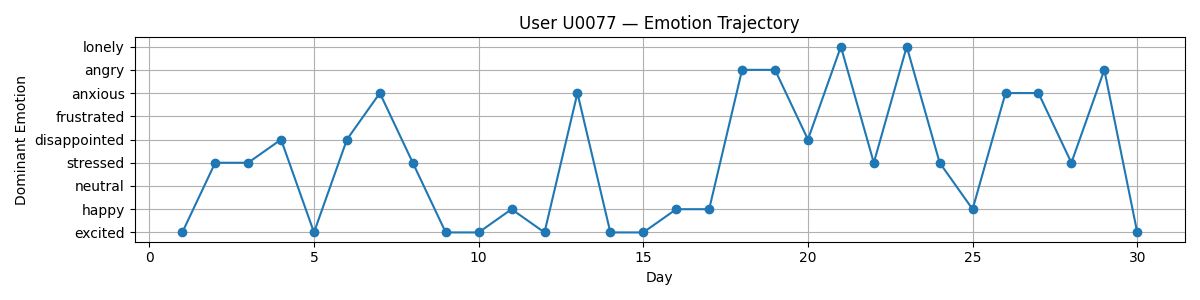 User U0077 — Emotion Trajectory
Dominant Emotion
lonely
angry
anxious
frustrated
disappointed
stressed
neutral
happy
excited
0 5 10 15 20 25 30
Day